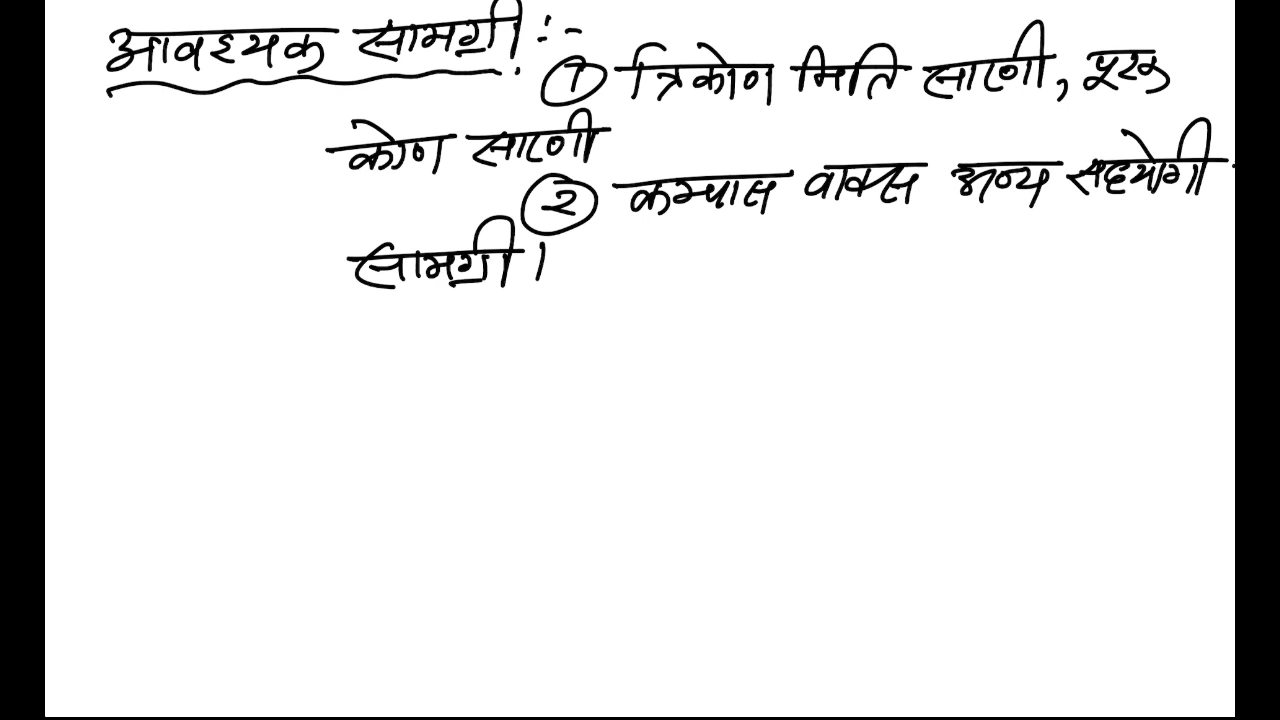 आवश्यक सामग्री :-
① त्रिकोण मिति सारणी, पूरक
कोण सारणी
② कम्पास वाक्स अन्य सहयोगी
सामग्री।